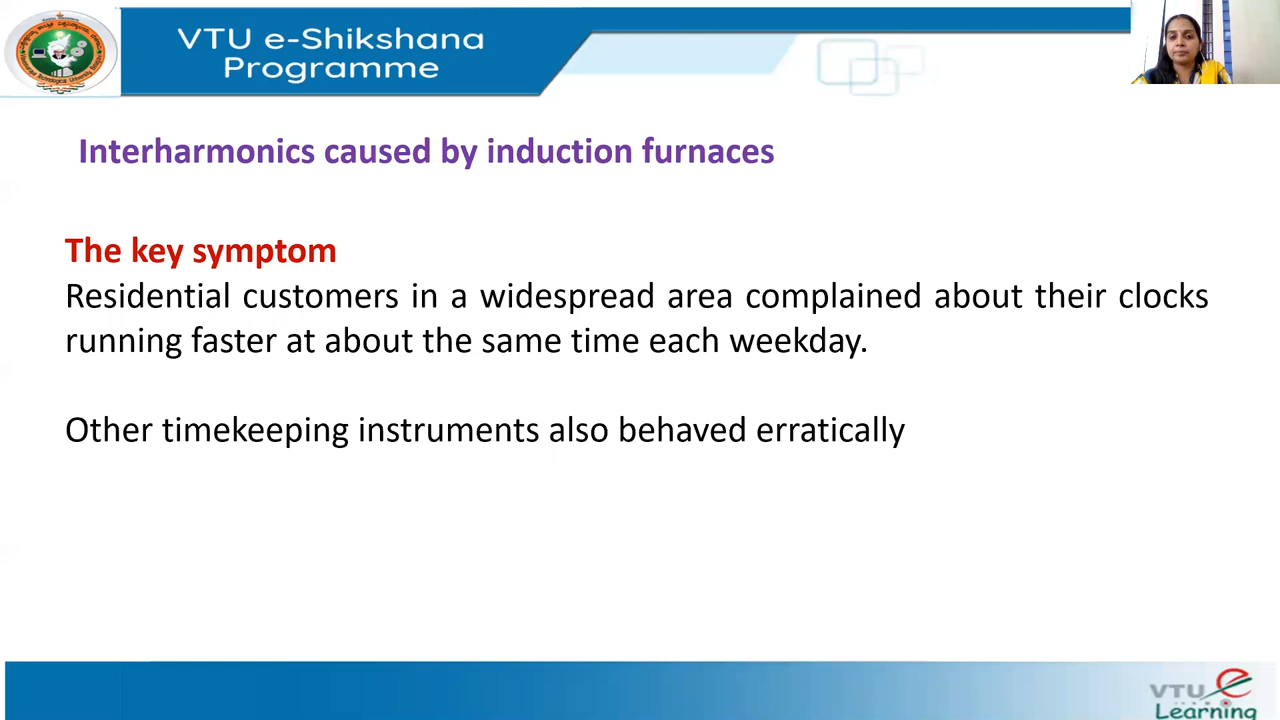 VTU e-Shikshana
Programme
Interharmonics caused by induction furnaces
The key symptom
Residential customers in a widespread area complained about their clocks
running faster at about the same time each weekday.
Other timekeeping instruments also behaved erratically
VTU
Learning